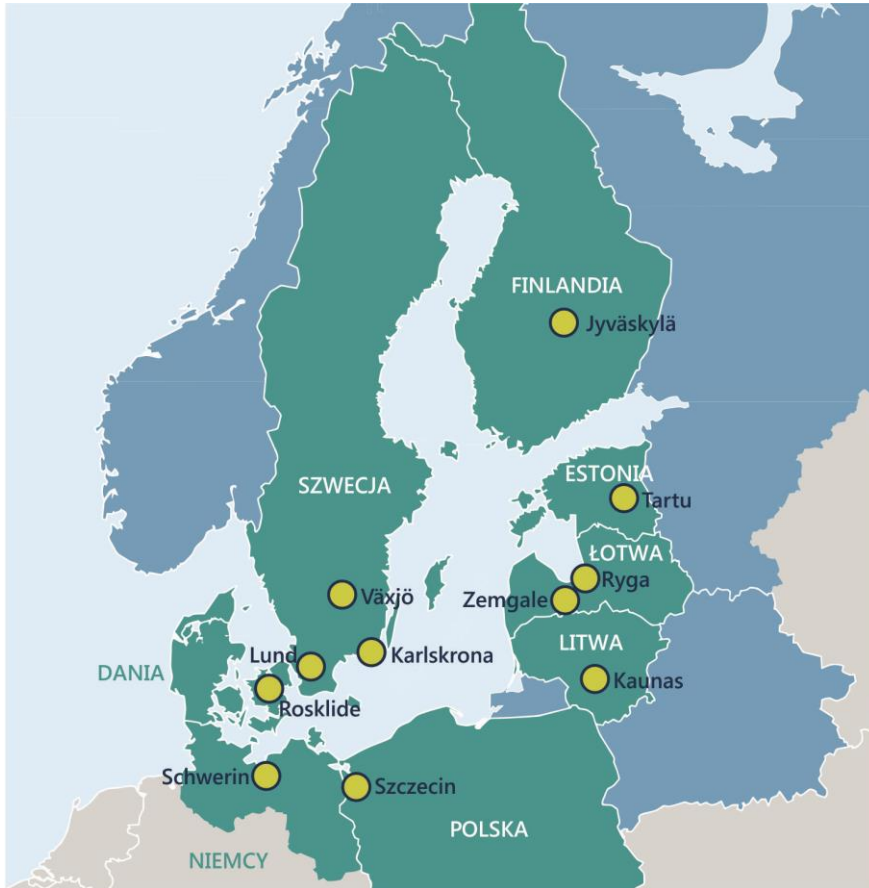 FINLANDIA
Jyväskylä
SZWECJA
ESTONIA
Tartu
ŁOTWA
Ryga
Växjö
Zemgale
LITWA
Lund
Karlskrona
DANIA
Kaunas
Rosklide
Schwerin
Szczecin
POLSKA
NIEMCY